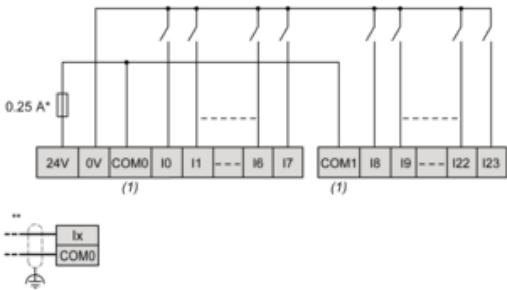 0.25 A*
24V 0V COM0 I0 I1 I6 I7 COM1 I8 I9 I22 I23
(1) (1)
**
Ix
COM0